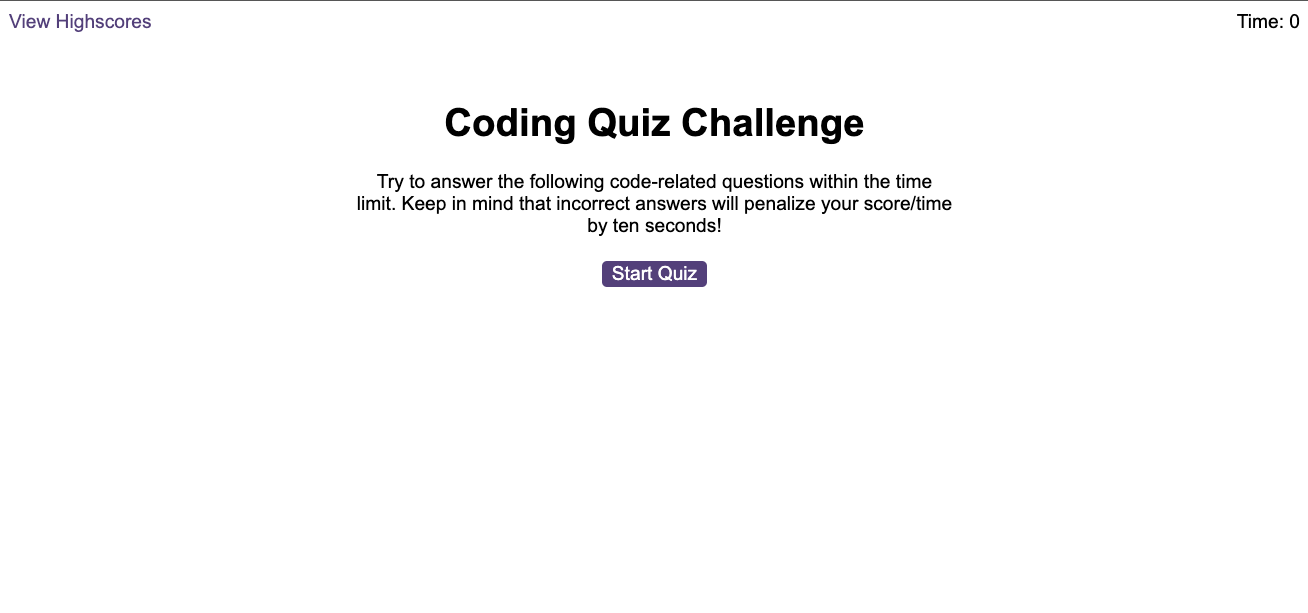 View Highscores
Time: 0
Coding Quiz Challenge
Try to answer the following code-related questions within the time
limit. Keep in mind that incorrect answers will penalize your score/time
by ten seconds!
Start Quiz